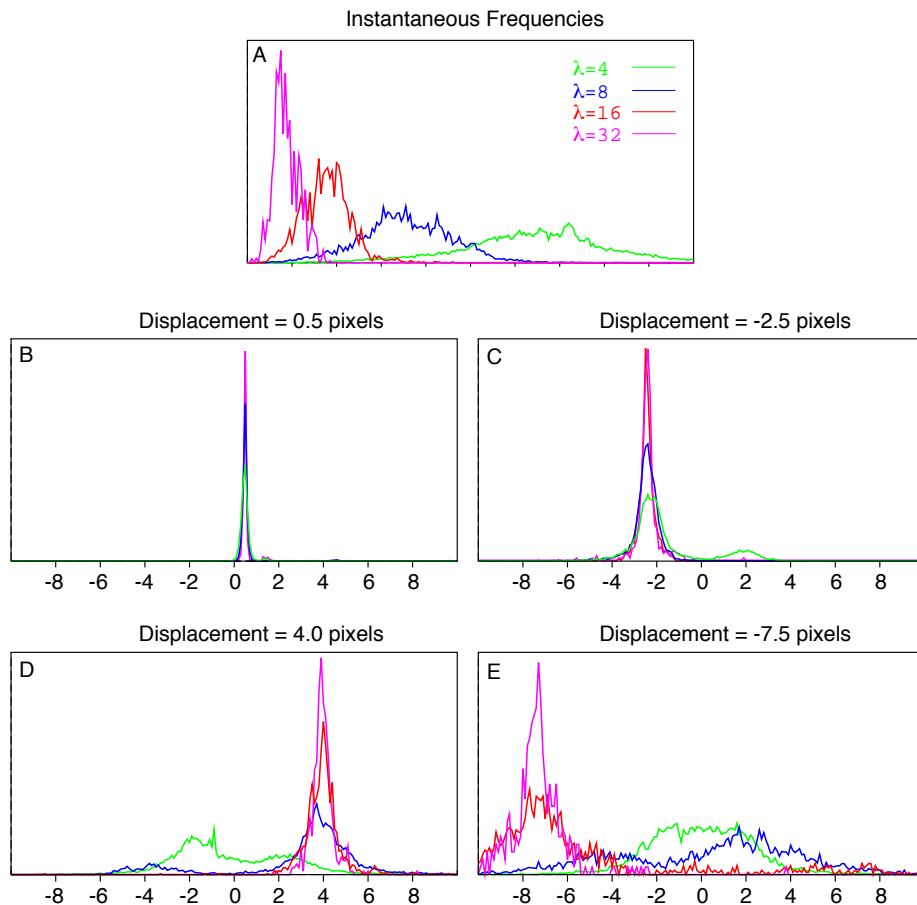 Instantaneous Frequencies
A
λ=4
λ=8
λ=16
λ=32
Displacement = 0.5 pixels
B
-8 -6 -4 -2 0 2 4 6 8
Displacement = -2.5 pixels
C
-8 -6 -4 -2 0 2 4 6 8
Displacement = 4.0 pixels
D
-8 -6 -4 -2 0 2 4 6 8
Displacement = -7.5 pixels
E
-8 -6 -4 -2 0 2 4 6 8